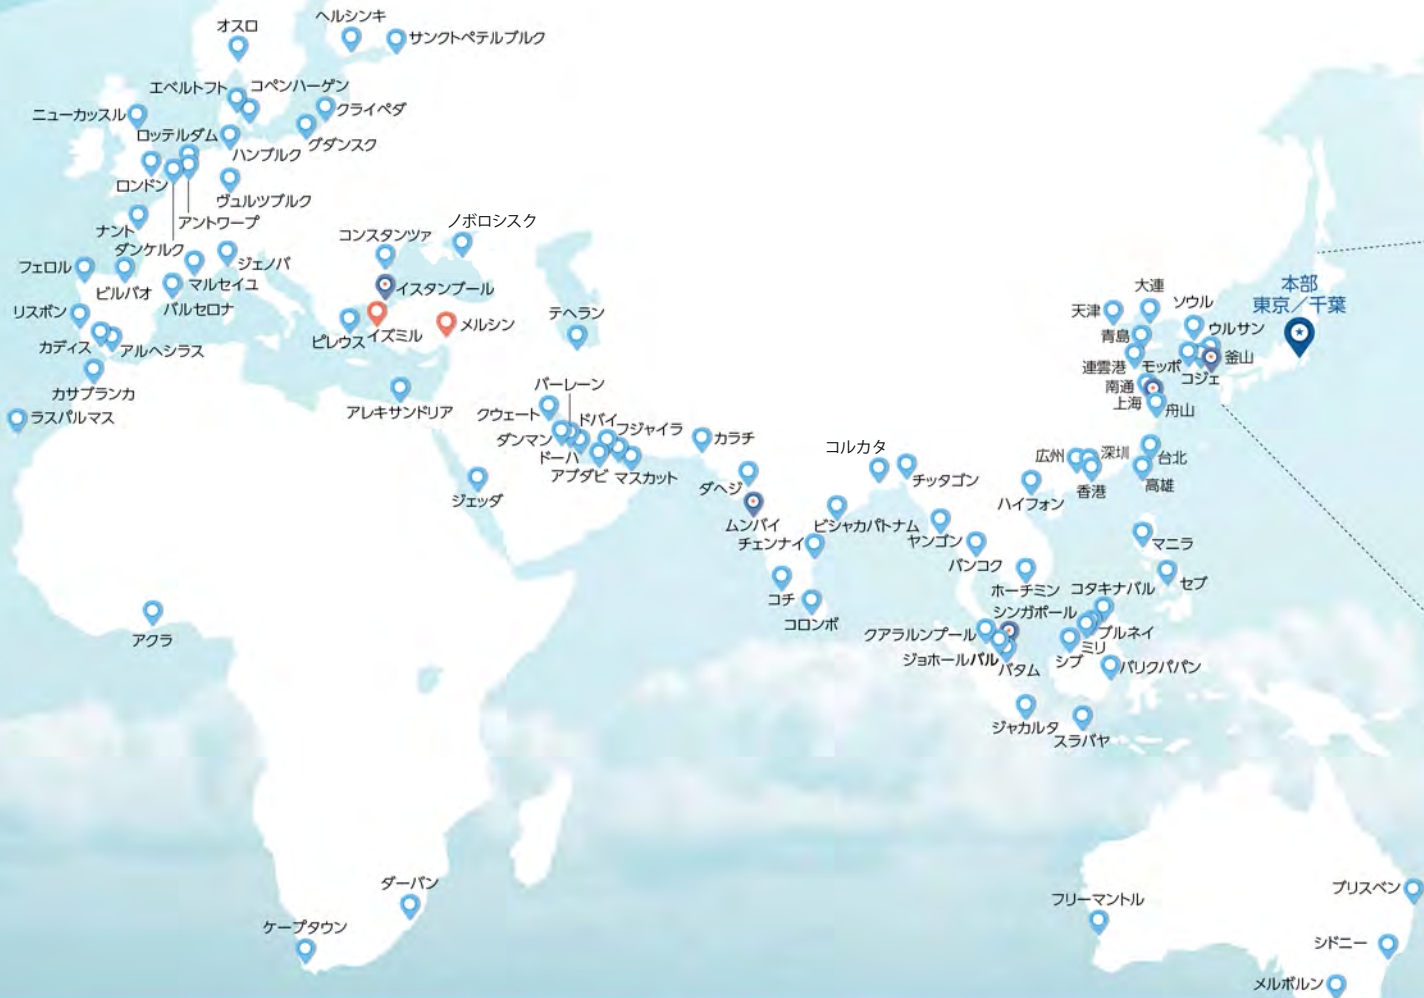 オスロ
ヘルシンキ
サンクトペテルブルク
エベルトフト
コペンハーゲン
クライペダ
ニューカッスル
ロッテルダム
グダンスク
ハンブルク
ロンドン
ヴュルツブルク
アントワープ
ナント
ダンケルク
コンスタンツァ
ノボロシスク
フェロル
ビルバオ
マルセイユ
ジェノバ
バルセロナ
イスタンブール
リスボン
カディス
アルヘシラス
ピレウス
イズミル
メルシン
テヘラン
カサブランカ
ラスパルマス
アレキサンドリア
バーレーン
クウェート
ドバイ
フジャイラ
ダンマン
ドーハ
アブダビ
マスカット
ジェッダ
カラチ
コルカタ
チッタゴン
ダヘジ
ムンバイ
ビシャカパトナム
チェンナイ
ヤンゴン
バンコク
コチ
コロンボ
本部
東京／千葉
大連
天津
ソウル
ウルサン
青島
連雲港
モッポ
釜山
コジェ
南通
上海
舟山
広州
深圳
台北
香港
高雄
ハイフォン
マニラ
ホーチミン
コタキナバル
セブ
シンガポール
クアラルンプール
ブルネイ
ミリ
シブ
ジョホールバル
バタム
バリクパパン
ジャカルタ
スラバヤ
アクラ
ダーバン
ケープタウン
フリーマントル
ブリスベン
シドニー
メルボルン